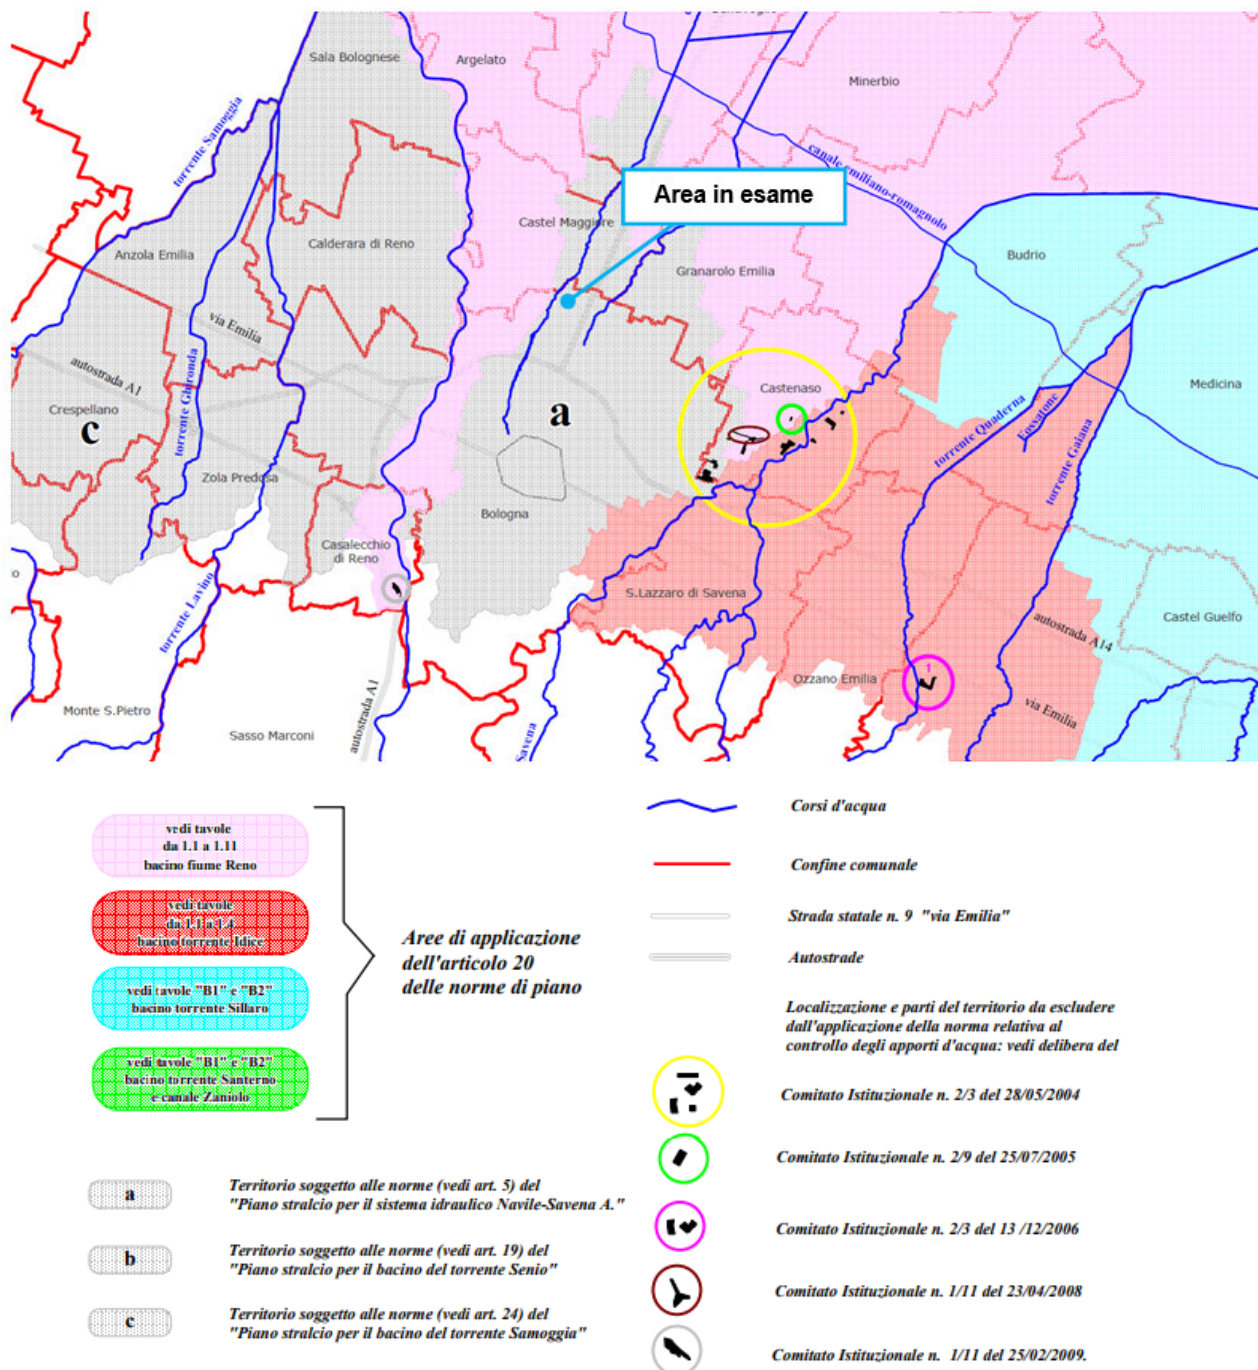 Sala Bolognese
Argelato
Minerbio
torrente Samoggia
canale emiliano-romagnolo
Area in esame
Castel Maggiore
Calderara di Reno
Anzola Emilia
Granarolo Emilia
Budrio
via Emilia
autostrada A1
torrente Ghironda
Crespellano
c
a
Castenaso
Medicina
torrente Quaderna
Fossatone
torrente Gaiana
Zola Predosa
Bologna
Casalecchio
di Reno
torrente Lavino
S.Lazzaro di Savena
autostrada A14
Castel Guelfo
1
Ozzano Emilia
via Emilia
Monte S.Pietro
Sasso Marconi
autostrada A1
Savena
vedi tavole
da 1.1 a 1.11
bacino fiume Reno
vedi tavole
da 1.1 a 1.4
bacino torrente Idice
vedi tavole "B1" e "B2"
bacino torrente Sillaro
vedi tavole "B1" e "B2"
bacino torrente Santerno
e canale Zaniolo
Aree di applicazione
dell'articolo 20
delle norme di piano
a
Territorio soggetto alle norme (vedi art. 5) del
"Piano stralcio per il sistema idraulico Navile-Savena A."
b
Territorio soggetto alle norme (vedi art. 19) del
"Piano stralcio per il bacino del torrente Senio"
c
Territorio soggetto alle norme (vedi art. 24) del
"Piano stralcio per il bacino del torrente Samoggia"
Corsi d'acqua
Confine comunale
Strada statale n. 9 "via Emilia"
Autostrade
Localizzazione e parti del territorio da escludere
dall'applicazione della norma relativa al
controllo degli apporti d'acqua: vedi delibera del
Comitato Istituzionale n. 2/3 del 28/05/2004
Comitato Istituzionale n. 2/9 del 25/07/2005
Comitato Istituzionale n. 2/3 del 13 /12/2006
Comitato Istituzionale n. 1/11 del 23/04/2008
Comitato Istituzionale n. 1/11 del 25/02/2009.